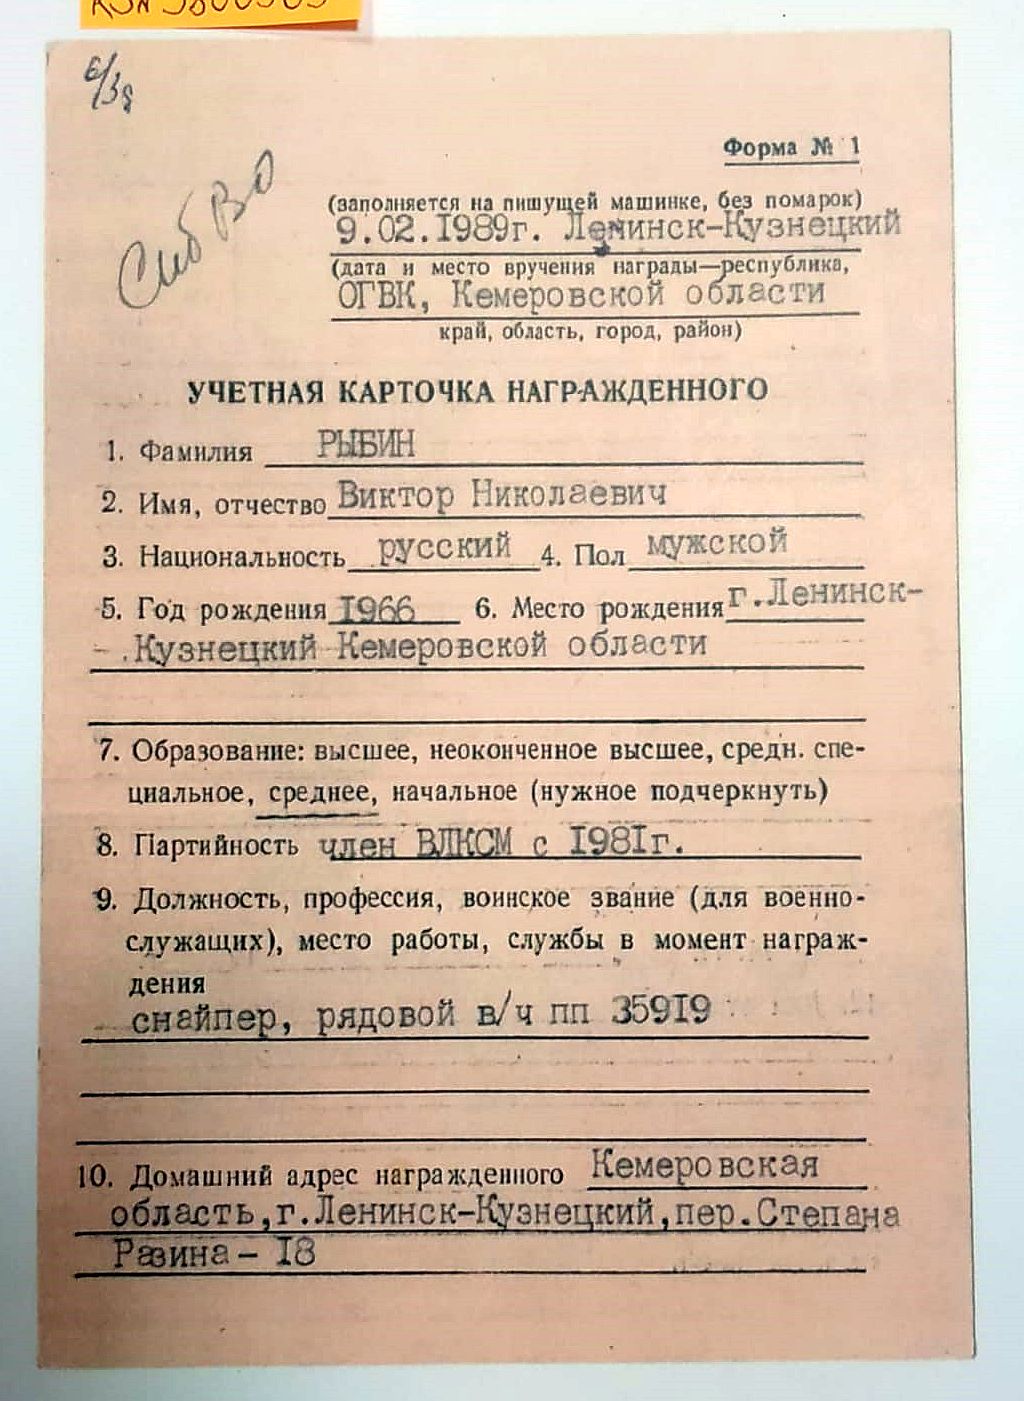 б/зв
СибВО
Форма № 1
(заполняется на пишущей машинке, без помарок)
9.02.1989г. Ленинск-Кузнецкий
(дата и место вручения награды—республика,
ОГВК, Кемеровской области
край, область, город, район)
УЧЕТНАЯ КАРТОЧКА НАГРАЖДЕННОГО
1. Фамилия РЫБИН
2. Имя, отчество Виктор Николаевич
3. Национальность русский 4. Пол мужской
5. Год рождения 1966 6. Место рождения г.Ленинск-
Кузнецкий Кемеровской области
7. Образование: высшее, неоконченное высшее, средн. спе-
циальное, среднее, начальное (нужное подчеркнуть)
8. Партийность член ВЛКСМ с 1981г.
9. Должность, профессия, воинское звание (для военно-
служащих), место работы, службы в момент награж-
дения
снайпер, рядовой в/ч пп 35919
10. Домашний адрес награжденного Кемеровская
область,г.Ленинск-Кузнецкий,пер.Степана
Разина- 18